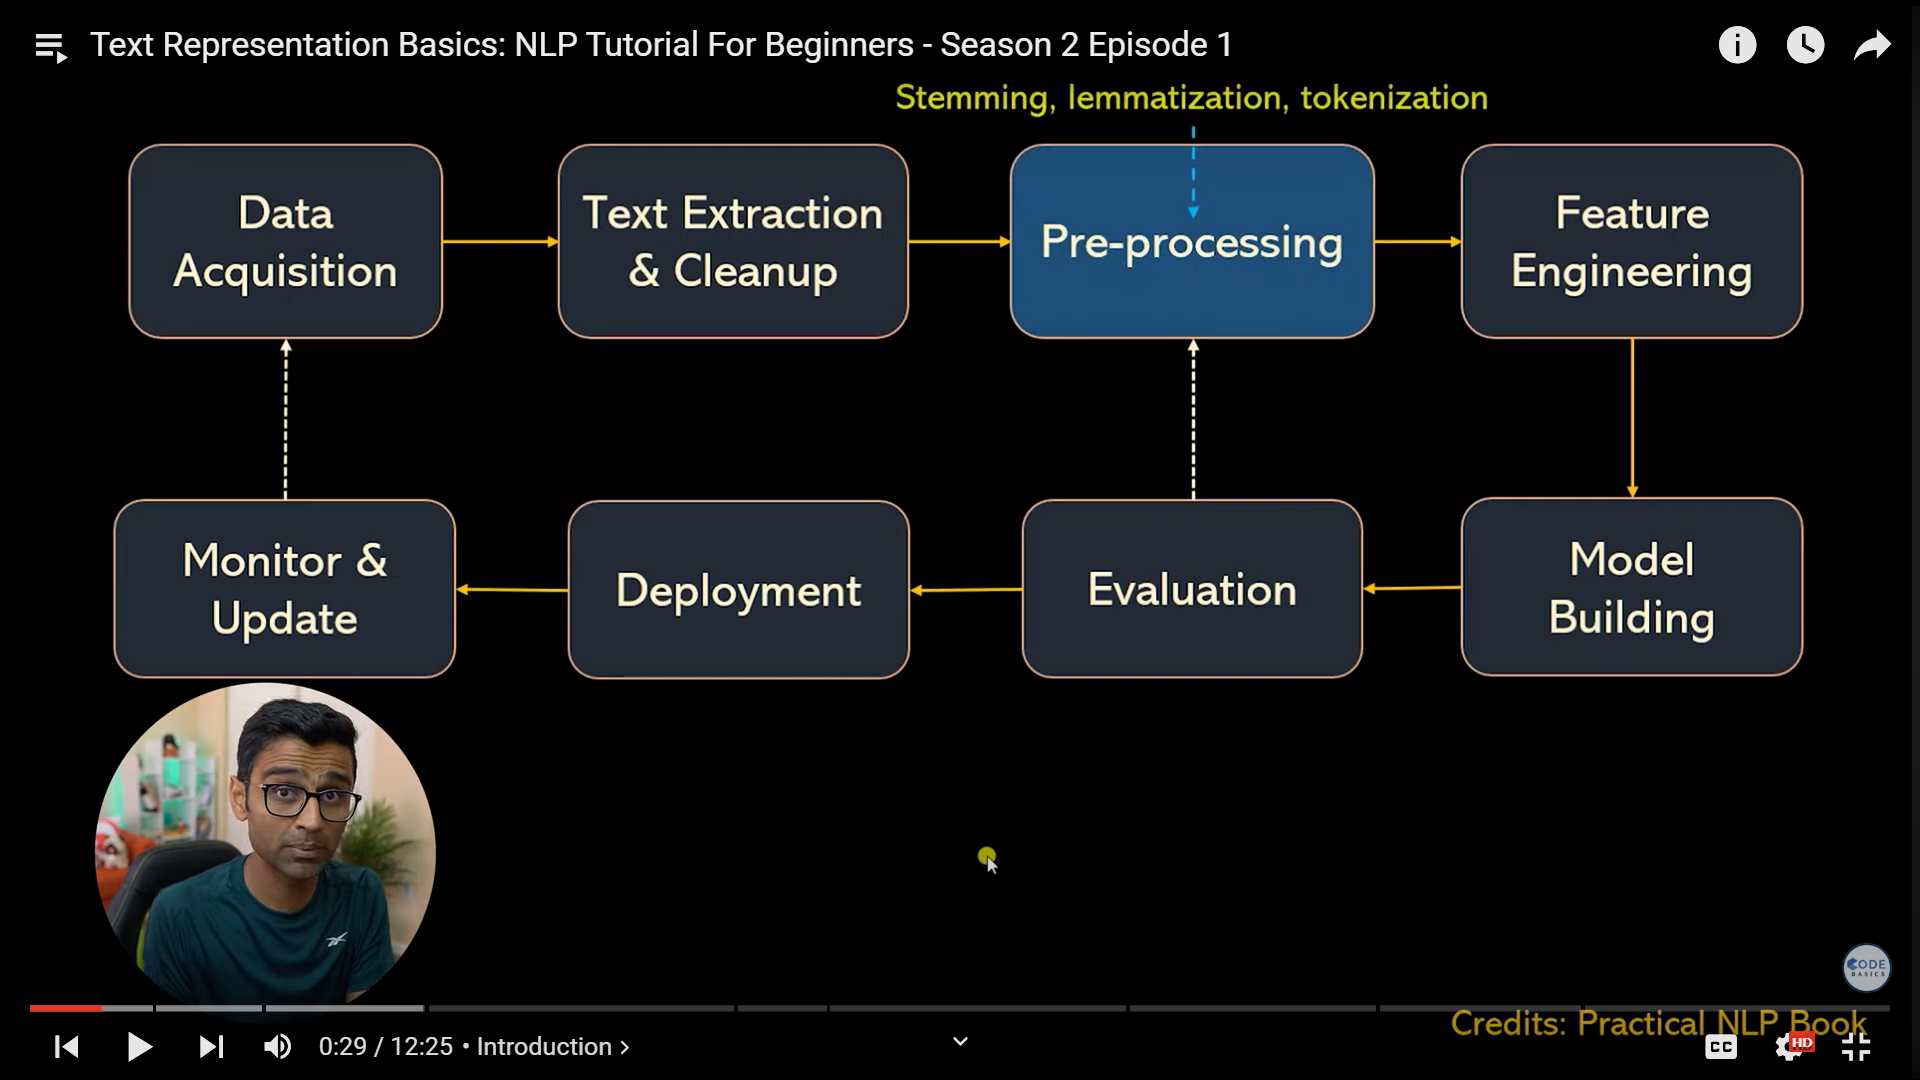 Text Representation Basics: NLP Tutorial For Beginners - Season 2 Episode 1
Stemming, lemmatization, tokenization
Data
Acquisition
Text Extraction
& Cleanup
Pre-processing
Feature
Engineering
Monitor &
Update
Deployment
Evaluation
Model
Building
CODE
BASICS
Credits: Practical NLP Book
0:29 / 12:25 • Introduction
CC
HD